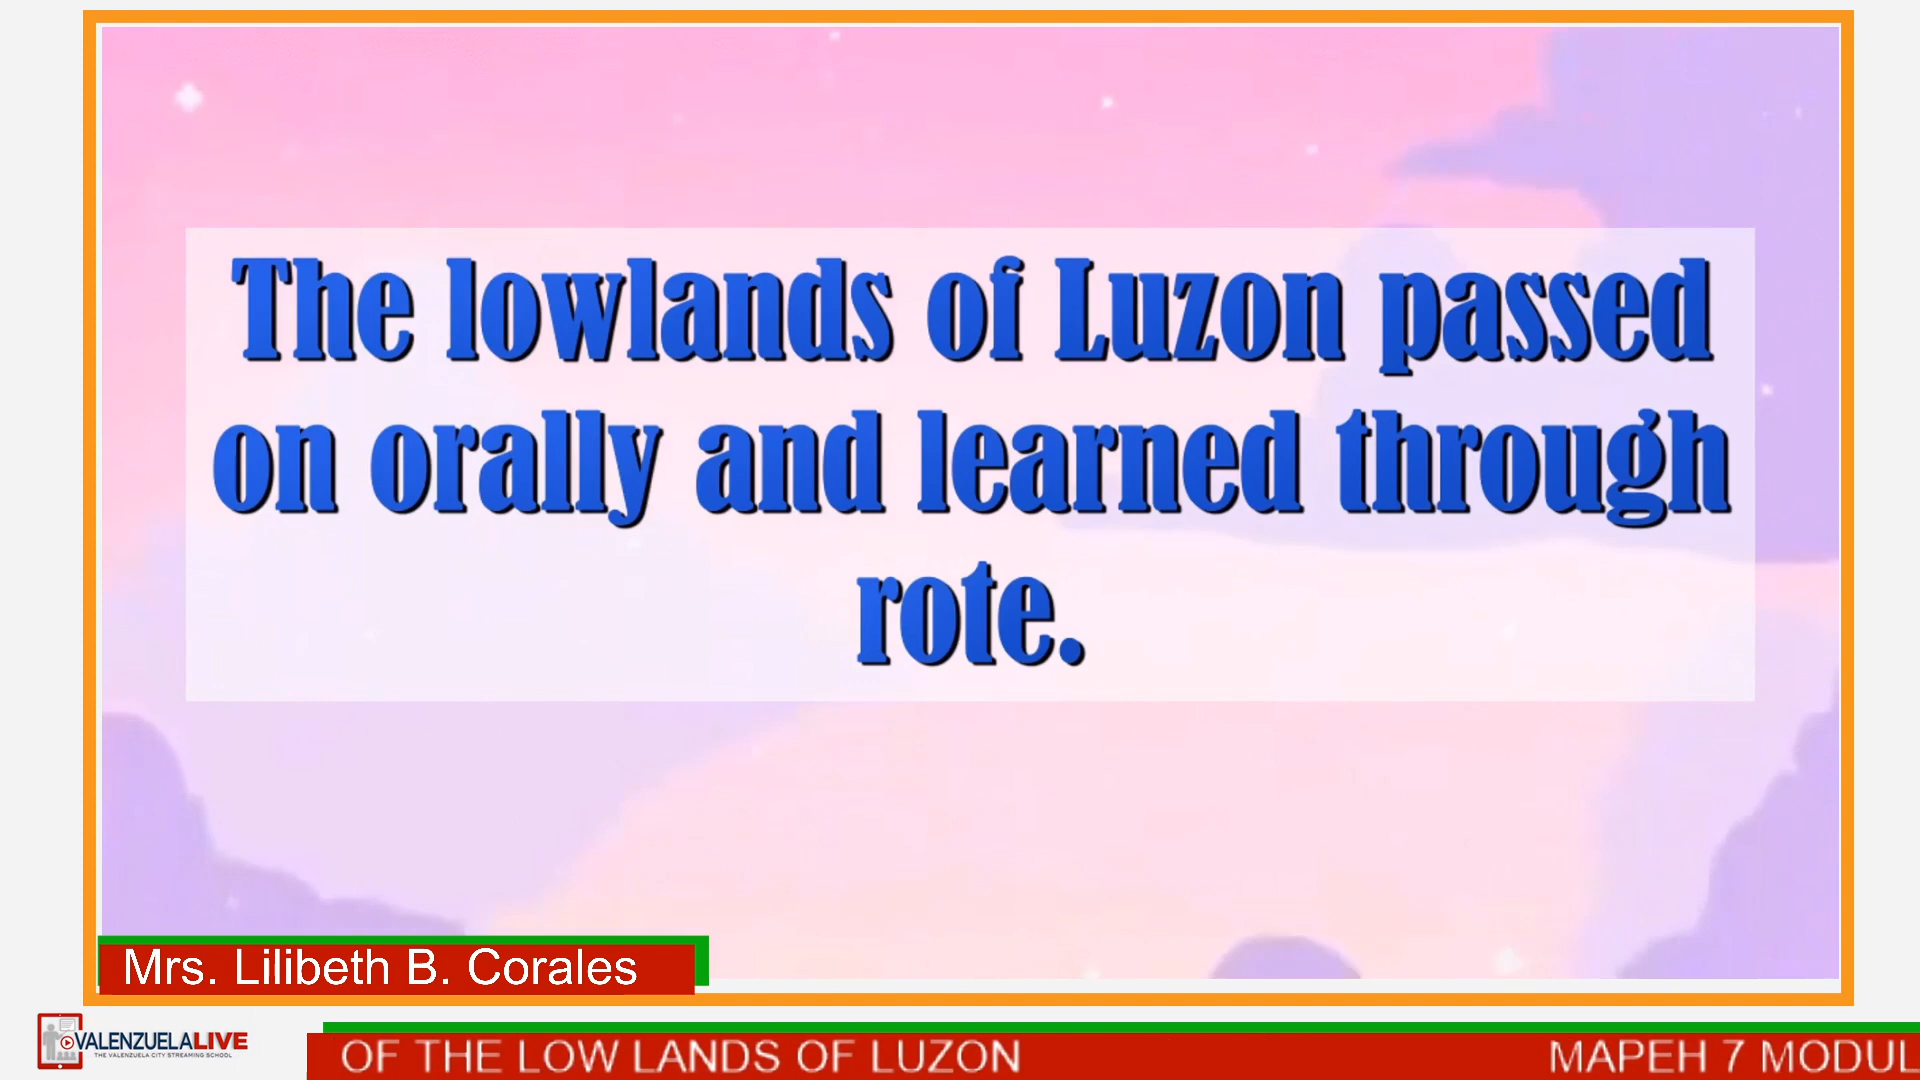 The lowlands of Luzon passed
on orally and learned through
rote.
Mrs. Lilibeth B. Corales
VALENZUELALIVE
THE VALENZUELA CITY STREAMING SCHOOL
OF THE LOW LANDS OF LUZON
MAPEH 7 MODUL